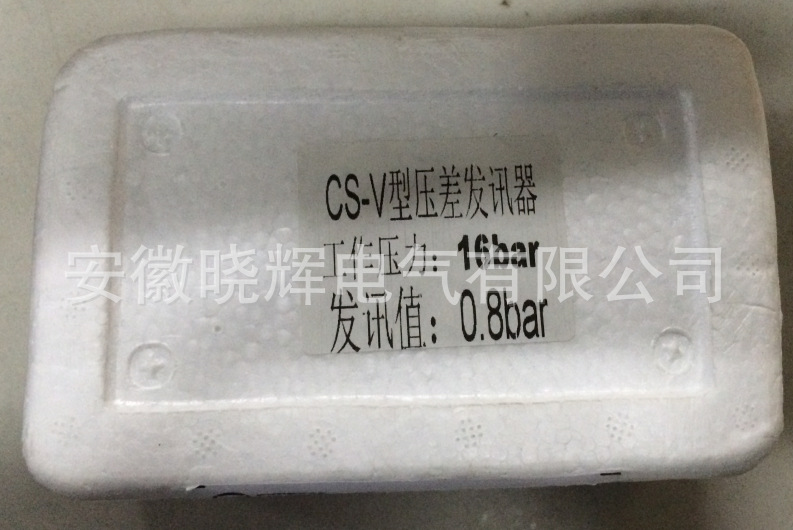 CS-V型压差发讯器
工作压力：16bar
安徽晓辉电气有限公司
发讯值：0.8bar